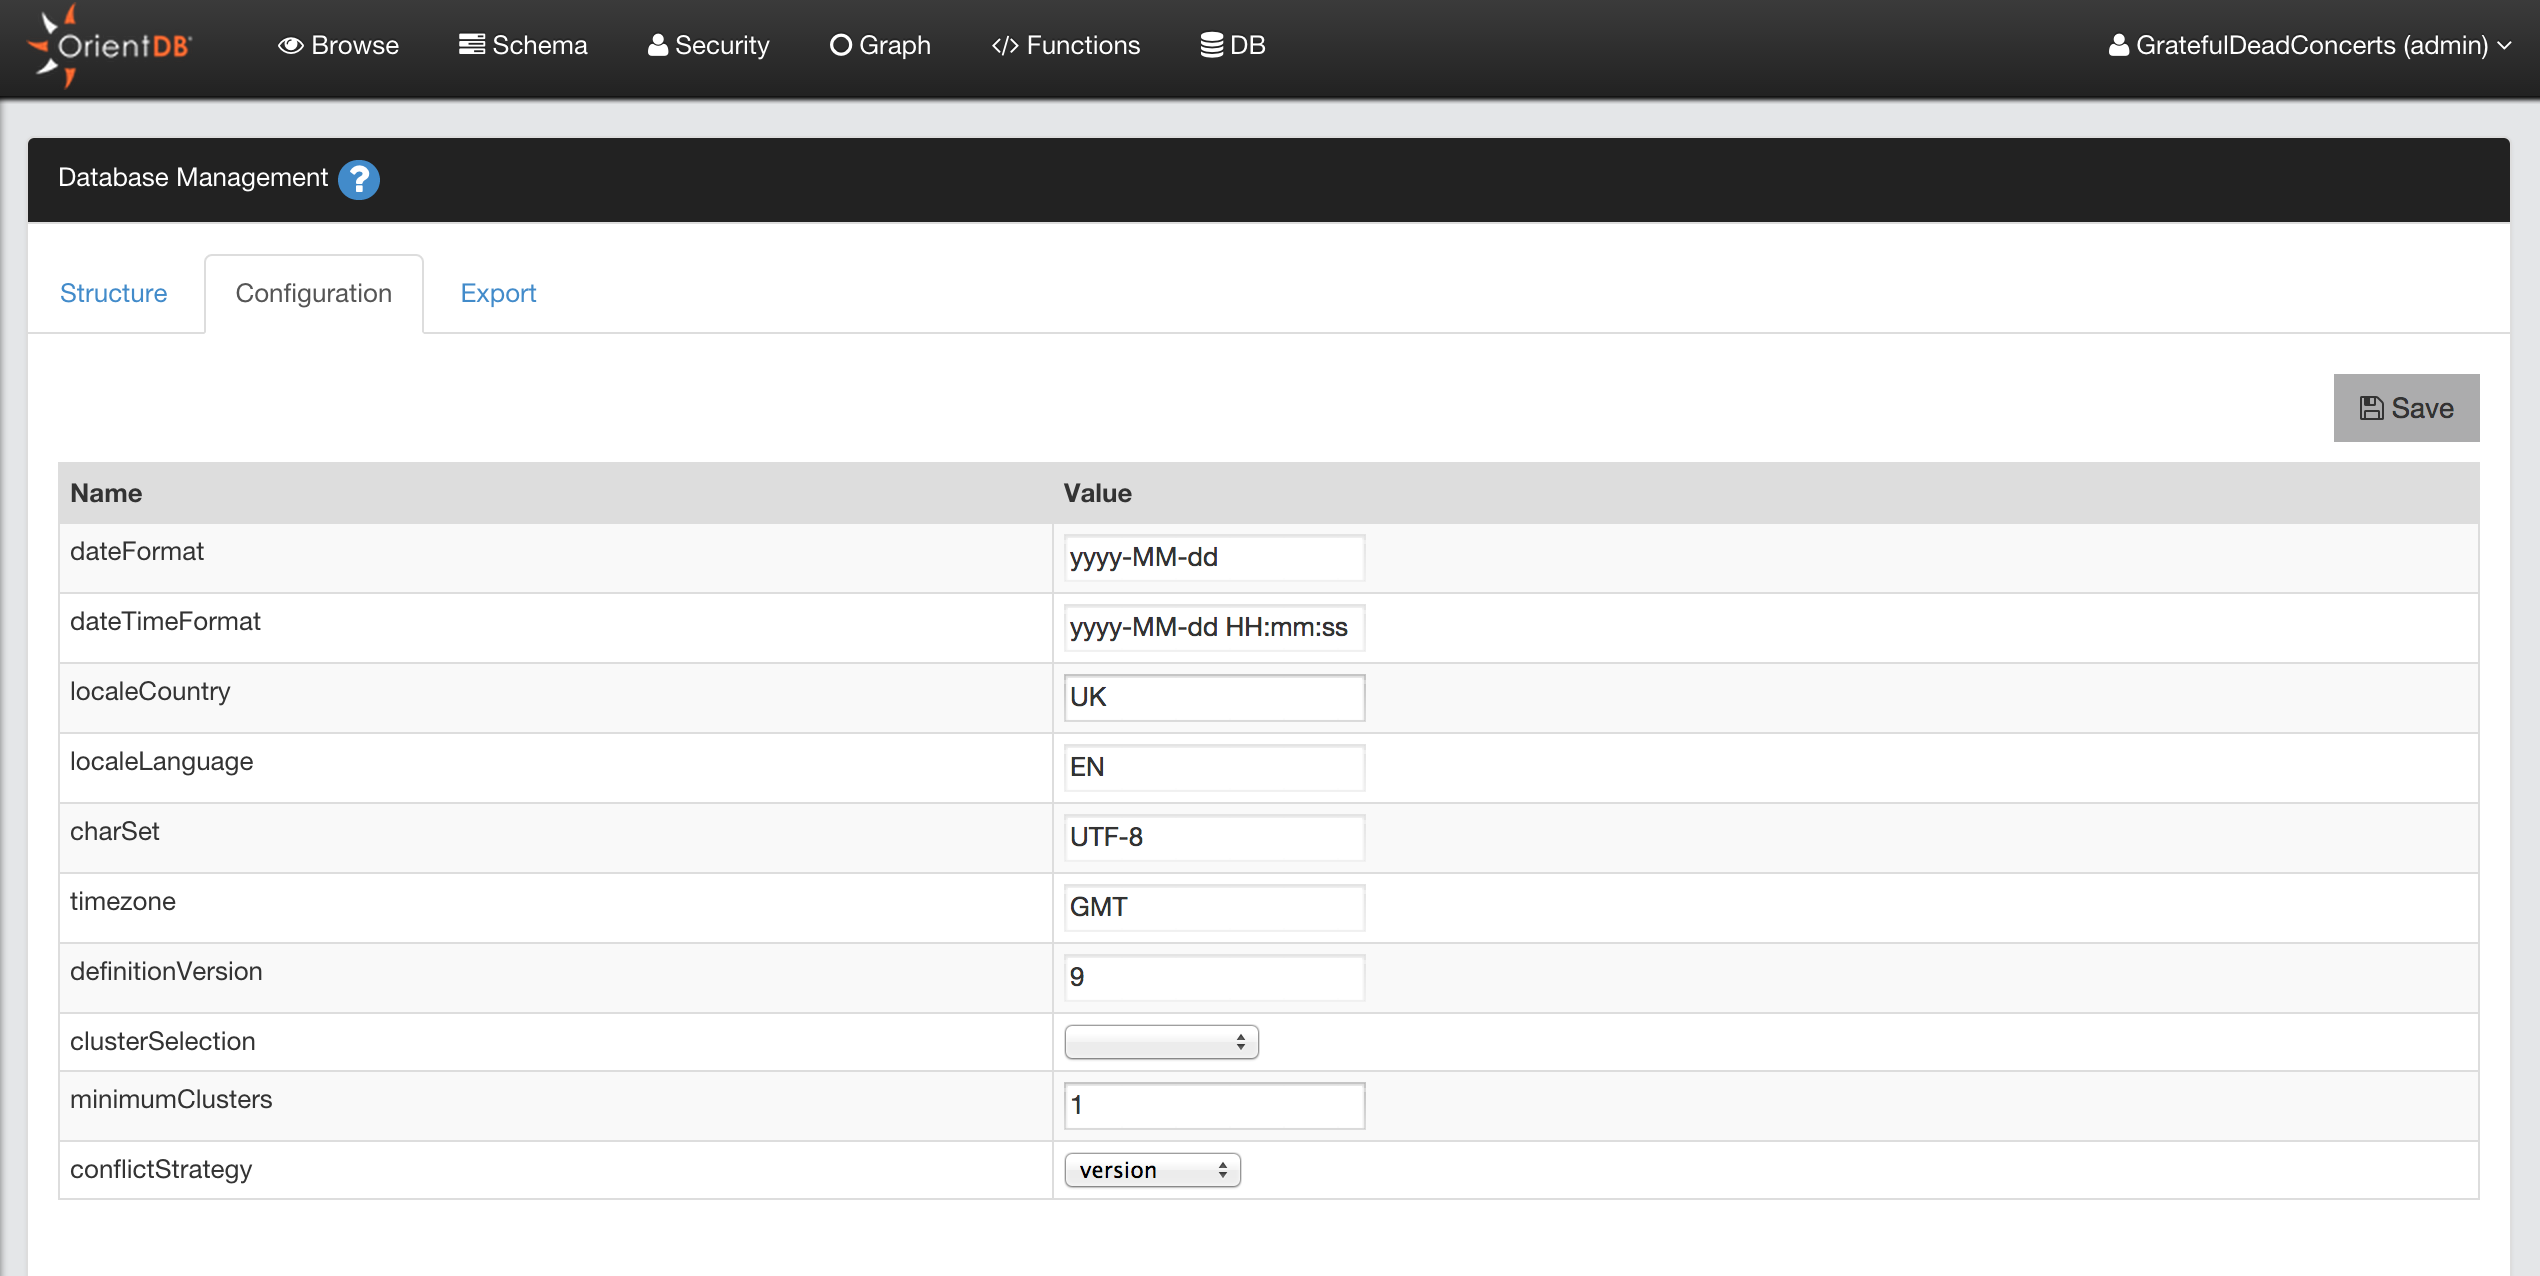 OrientDB Browse Schema Security Graph </> Functions DB GratefulDeadConcerts (admin)
Database Management ?
Structure Configuration Export
Save
Name Value
dateFormat yyyy-MM-dd
dateTimeFormat yyyy-MM-dd HH:mm:ss
localeCountry UK
localeLanguage EN
charSet UTF-8
timezone GMT
definitionVersion 9
clusterSelection
minimumClusters 1
conflictStrategy version